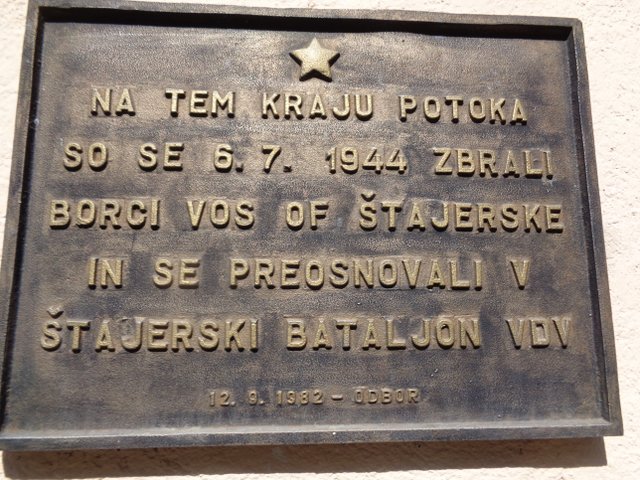 NA TEM KRAJU POTOKA
SO SE 6. 7. 1944 ZBRALI
BORCI VOS OF ŠTAJERSKE
IN SE PREOSNOVALI V
ŠTAJERSKI BATALJON VDV
12. 9. 1982 – ODBOR